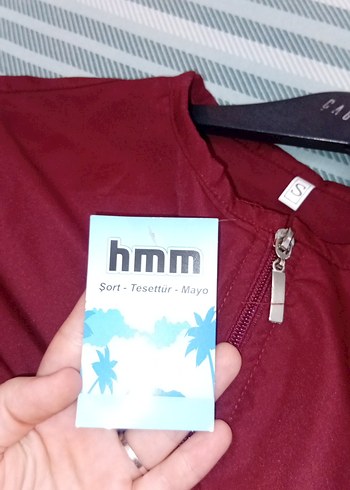 S
hmm
Şort - Tesettür - Mayo